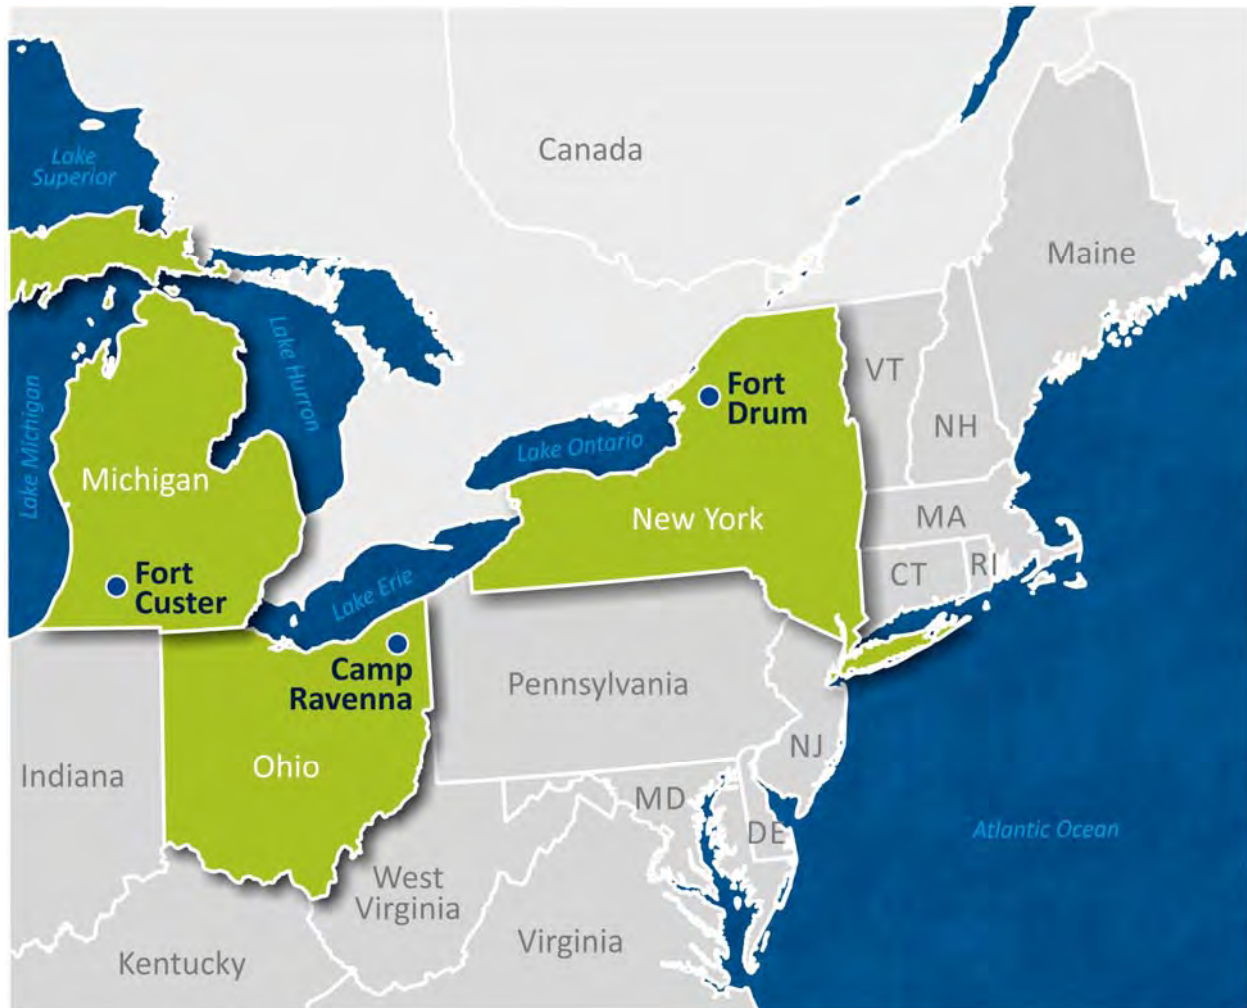 Canada
Lake
Superior
Maine
Lake Hurron
VT
Fort
Drum
Lake Michigan
NH
Lake Ontario
Michigan
New York
MA
CT
RI
Fort
Custer
Lake Erie
Camp
Ravenna
Pennsylvania
NJ
Indiana
Ohio
MD
DE
Atlantic Ocean
West
Virginia
Virginia
Kentucky